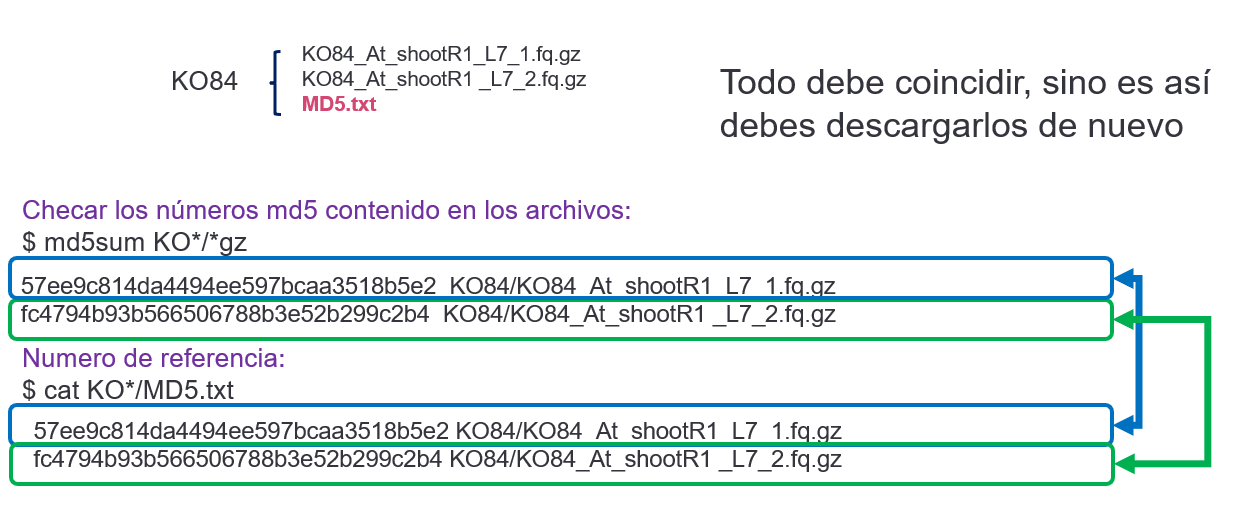 KO84
KO84_At_shootR1_L7_1.fq.gz
KO84_At_shootR1 _L7_2.fq.gz
MD5.txt
Todo debe coincidir, sino es así
debes descargarlos de nuevo
Checar los números md5 contenido en los archivos:
$ md5sum KO*/*gz
57ee9c814da4494ee597bcaa3518b5e2  KO84/KO84_At_shootR1_L7_1.fq.gz
fc4794b93b566506788b3e52b299c2b4  KO84/KO84_At_shootR1 _L7_2.fq.gz
Numero de referencia:
$ cat KO*/MD5.txt
57ee9c814da4494ee597bcaa3518b5e2 KO84/KO84_At_shootR1_L7_1.fq.gz
fc4794b93b566506788b3e52b299c2b4 KO84/KO84_At_shootR1 _L7_2.fq.gz